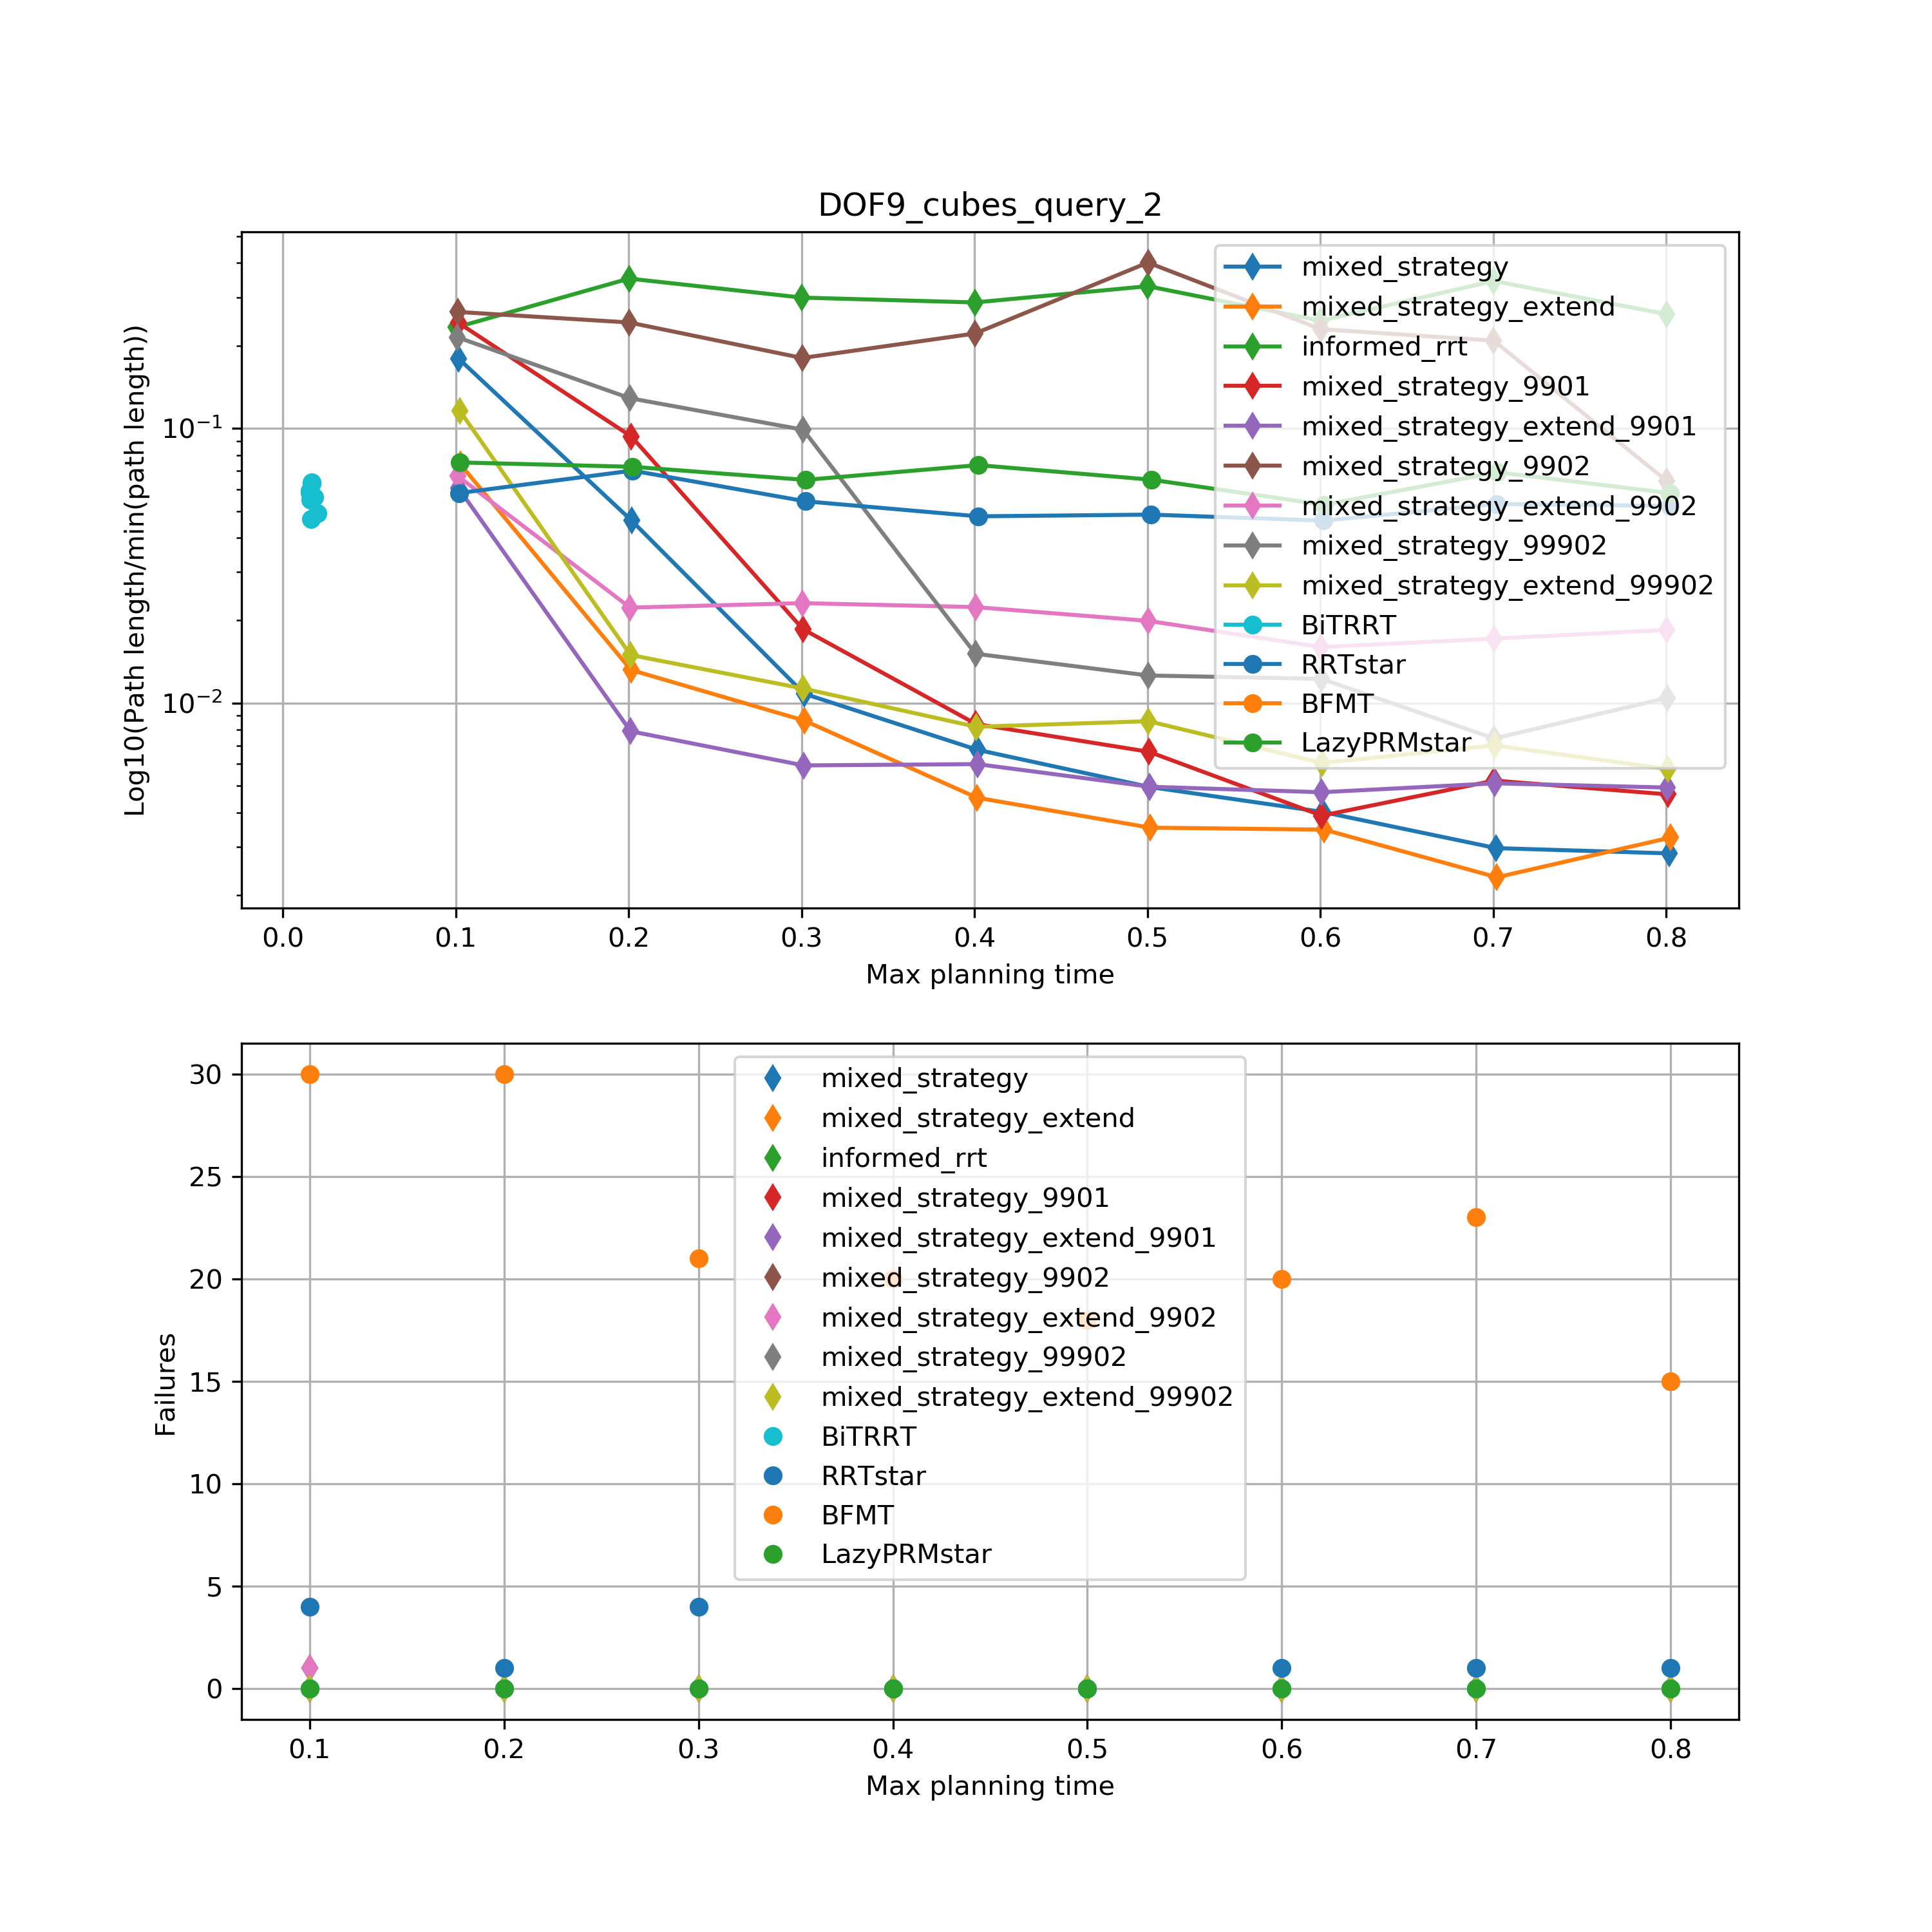 DOF9_cubes_query_2
Log10(Path length/min(path length))
10⁻¹
10⁻²
mixed_strategy
mixed_strategy_extend
informed_rrt
mixed_strategy_9901
mixed_strategy_extend_9901
mixed_strategy_9902
mixed_strategy_extend_9902
mixed_strategy_99902
mixed_strategy_extend_99902
BiTRRT
RRTstar
BFMT
LazyPRMstar
0.0 0.1 0.2 0.3 0.4 0.5 0.6 0.7 0.8
Max planning time
Failures
30
25
20
15
10
5
0
mixed_strategy
mixed_strategy_extend
informed_rrt
mixed_strategy_9901
mixed_strategy_extend_9901
mixed_strategy_9902
mixed_strategy_extend_9902
mixed_strategy_99902
mixed_strategy_extend_99902
BiTRRT
RRTstar
BFMT
LazyPRMstar
0.1 0.2 0.3 0.4 0.5 0.6 0.7 0.8
Max planning time